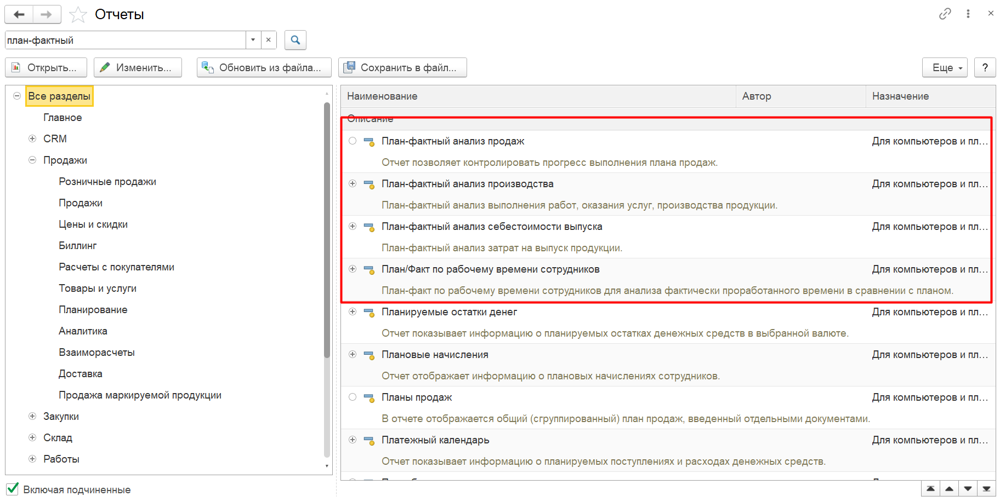 Отчеты
план-фактный
Открыть...
Изменить...
Обновить из файла...
Сохранить в файл...
Еще
?
Все разделы
Главное
CRM
Продажи
Розничные продажи
Продажи
Цены и скидки
Биллинг
Расчеты с покупателями
Товары и услуги
Планирование
Аналитика
Взаиморасчеты
Доставка
Продажа маркируемой продукции
Закупки
Склад
Работы
Включая подчиненные
Наименование Автор Назначение
Описание
План-фактный анализ продаж Для компьютеров и пл...
Отчет позволяет контролировать прогресс выполнения плана продаж.
План-фактный анализ производства Для компьютеров и пл...
План-фактный анализ выполнения работ, оказания услуг, производства продукции.
План-фактный анализ себестоимости выпуска Для компьютеров и пл...
План-фактный анализ затрат на выпуск продукции.
План/Факт по рабочему времени сотрудников Для компьютеров и пл...
План-факт по рабочему времени сотрудников для анализа фактически проработанного времени в сравнении с планом.
Планируемые остатки денег Для компьютеров и пл...
Отчет показывает информацию о планируемых остатках денежных средств в выбранной валюте.
Плановые начисления Для компьютеров и пл...
Отчет отображает информацию о плановых начислениях сотрудников.
Планы продаж Для компьютеров и пл...
В отчете отображается общий (сгруппированный) план продаж, введенный отдельными документами.
Платежный календарь Для компьютеров и пл...
Отчет показывает информацию о планируемых поступлениях и расходах денежных средств.